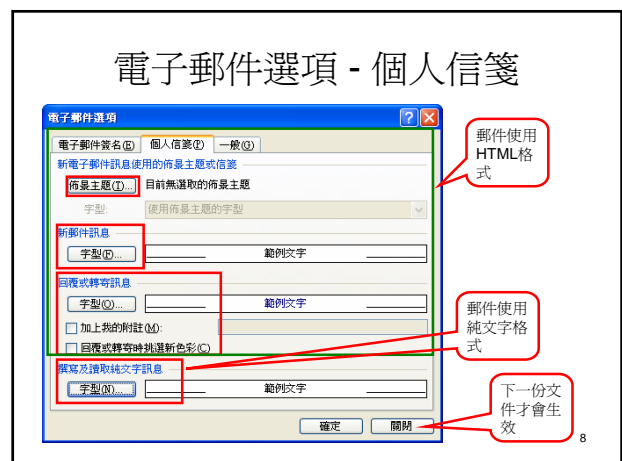 電子郵件選項 - 個人信箋
電子郵件選項
電子郵件簽名(E) 個人信箋(P) 一般(G)
新電子郵件訊息使用的佈景主題或信箋
佈景主題(T)... 目前無選取的佈景主題
字型: 使用佈景主題的字型
新郵件訊息
字型(F)... 範例文字
回覆或轉寄訊息
字型(O)... 範例文字
加上我的附註(M):
回覆或轉寄時挑選新色彩(C)
撰寫及讀取純文字訊息
字型(N)... 範例文字
確定 關閉
郵件使用
HTML格
式
郵件使用
純文字格
式
下一份文
件才會生
效
8